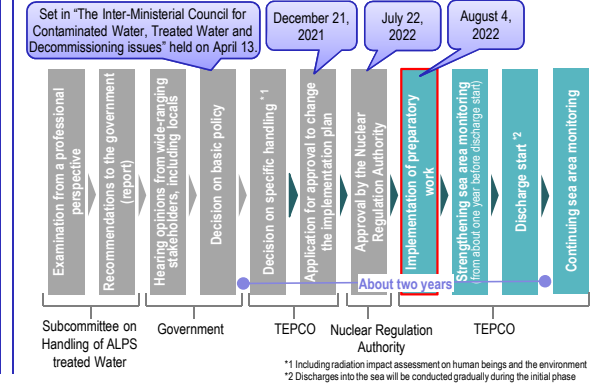 Set in “The Inter-Ministerial Council for
Contaminated Water, Treated Water and
Decommissioning issues” held on April 13.
December 21,
2021
July 22,
2022
August 4,
2022
Examination from a professional
perspective
Recommendations to the government
(report)
Hearing opinions from wide-ranging
stakeholders, including locals
Decision on basic policy
Decision on specific handling *1
Application for approval to change
the implementation plan
Approval by the Nuclear
Regulation Authority
Implementation of preparatory
work
Strengthening sea area monitoring
(from about one year before discharge start)
Discharge start *2
Continuing sea area monitoring
About two years
Subcommittee on
Handling of ALPS
treated Water
Government
TEPCO
Nuclear Regulation
Authority
TEPCO
*1 Including radiation impact assessment on human beings and the environment
*2 Discharges into the sea will be conducted gradually during the initial phase